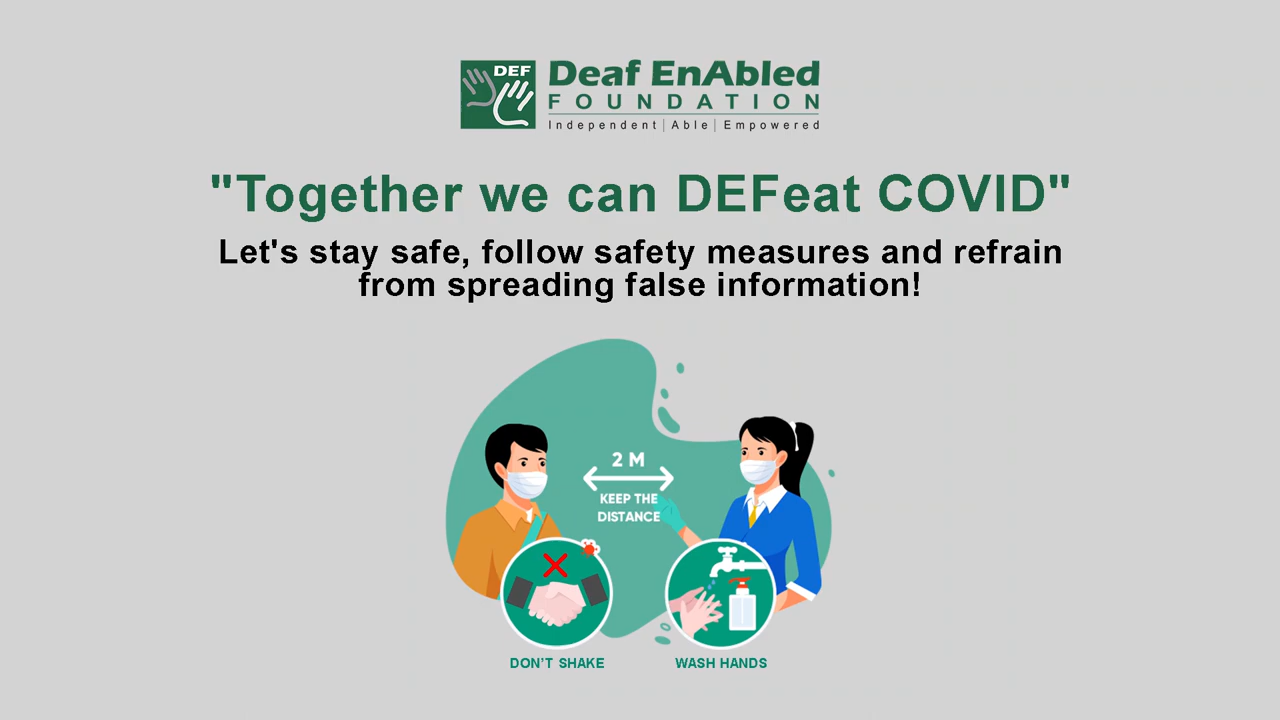 DEF
Deaf EnAbled
FOUNDATION
Independent | Able | Empowered
"Together we can DEFeat COVID"
Let's stay safe, follow safety measures and refrain
from spreading false information!
2 M
KEEP THE
DISTANCE
DON'T SHAKE
WASH HANDS